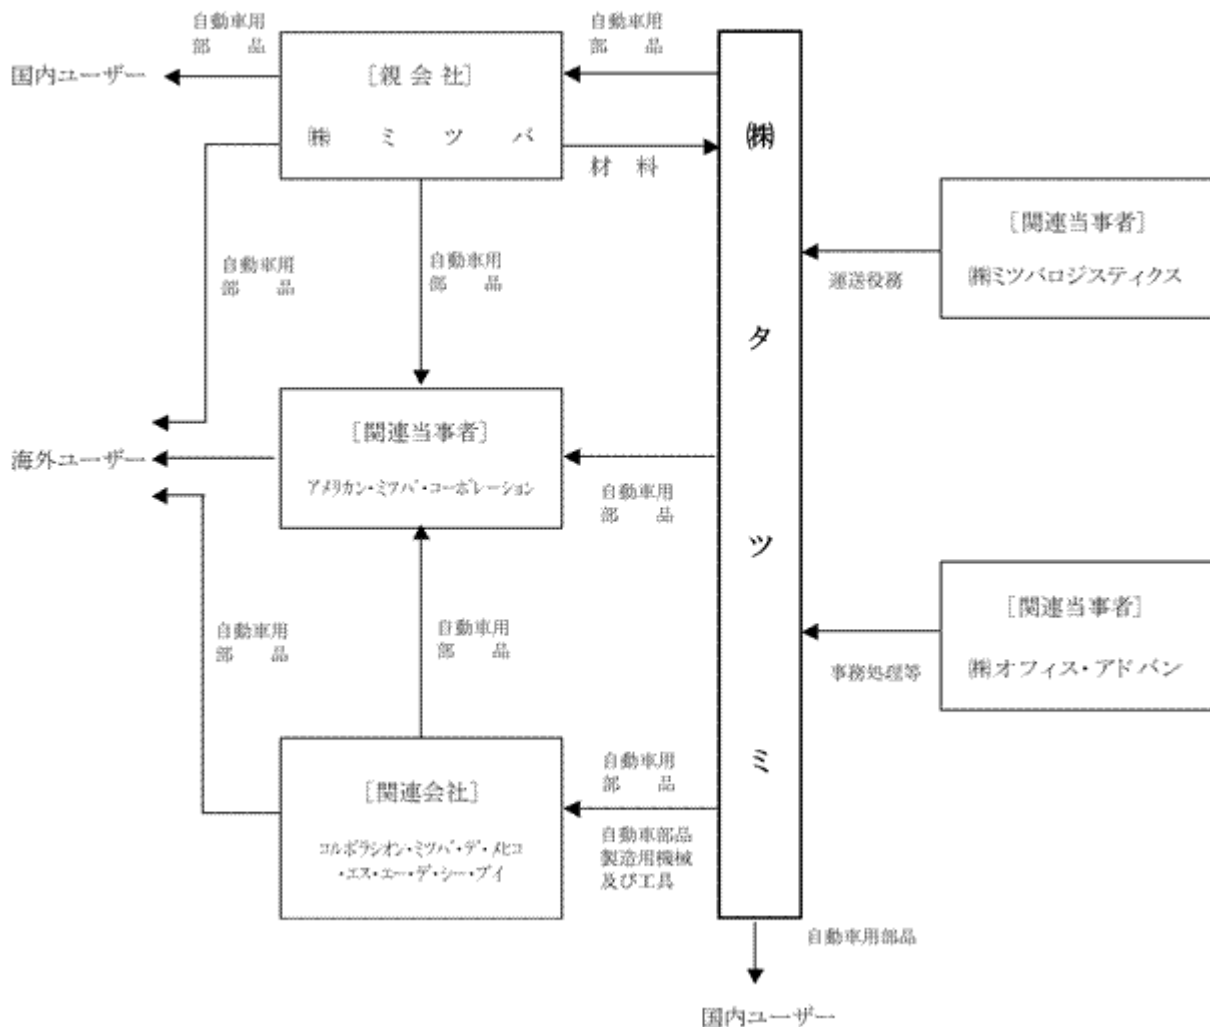 自動車用
部　　品
国内ユーザー
[親 会 社]
㈱　ミ　ツ　バ
自動車用
部　　品
材　料
㈱
タ
ツ
ミ
[関連当事者]
㈱ミツバロジスティクス
運送役務
自動車用
部　　品
自動車用
部　　品
[関連当事者]
アメリカン・ミツバ・コーポレーション
海外ユーザー
自動車用
部　　品
[関連当事者]
㈱オフィス・アドバン
事務処理等
自動車用
部　　品
自動車用
部　　品
[関連会社]
コルポラシオン・ミツバ・デ・メヒコ
・エス・エー・デ・シー・ブイ
自動車用
部　　品
自動車部品
製造用機械
及び工具
自動車用部品
国内ユーザー